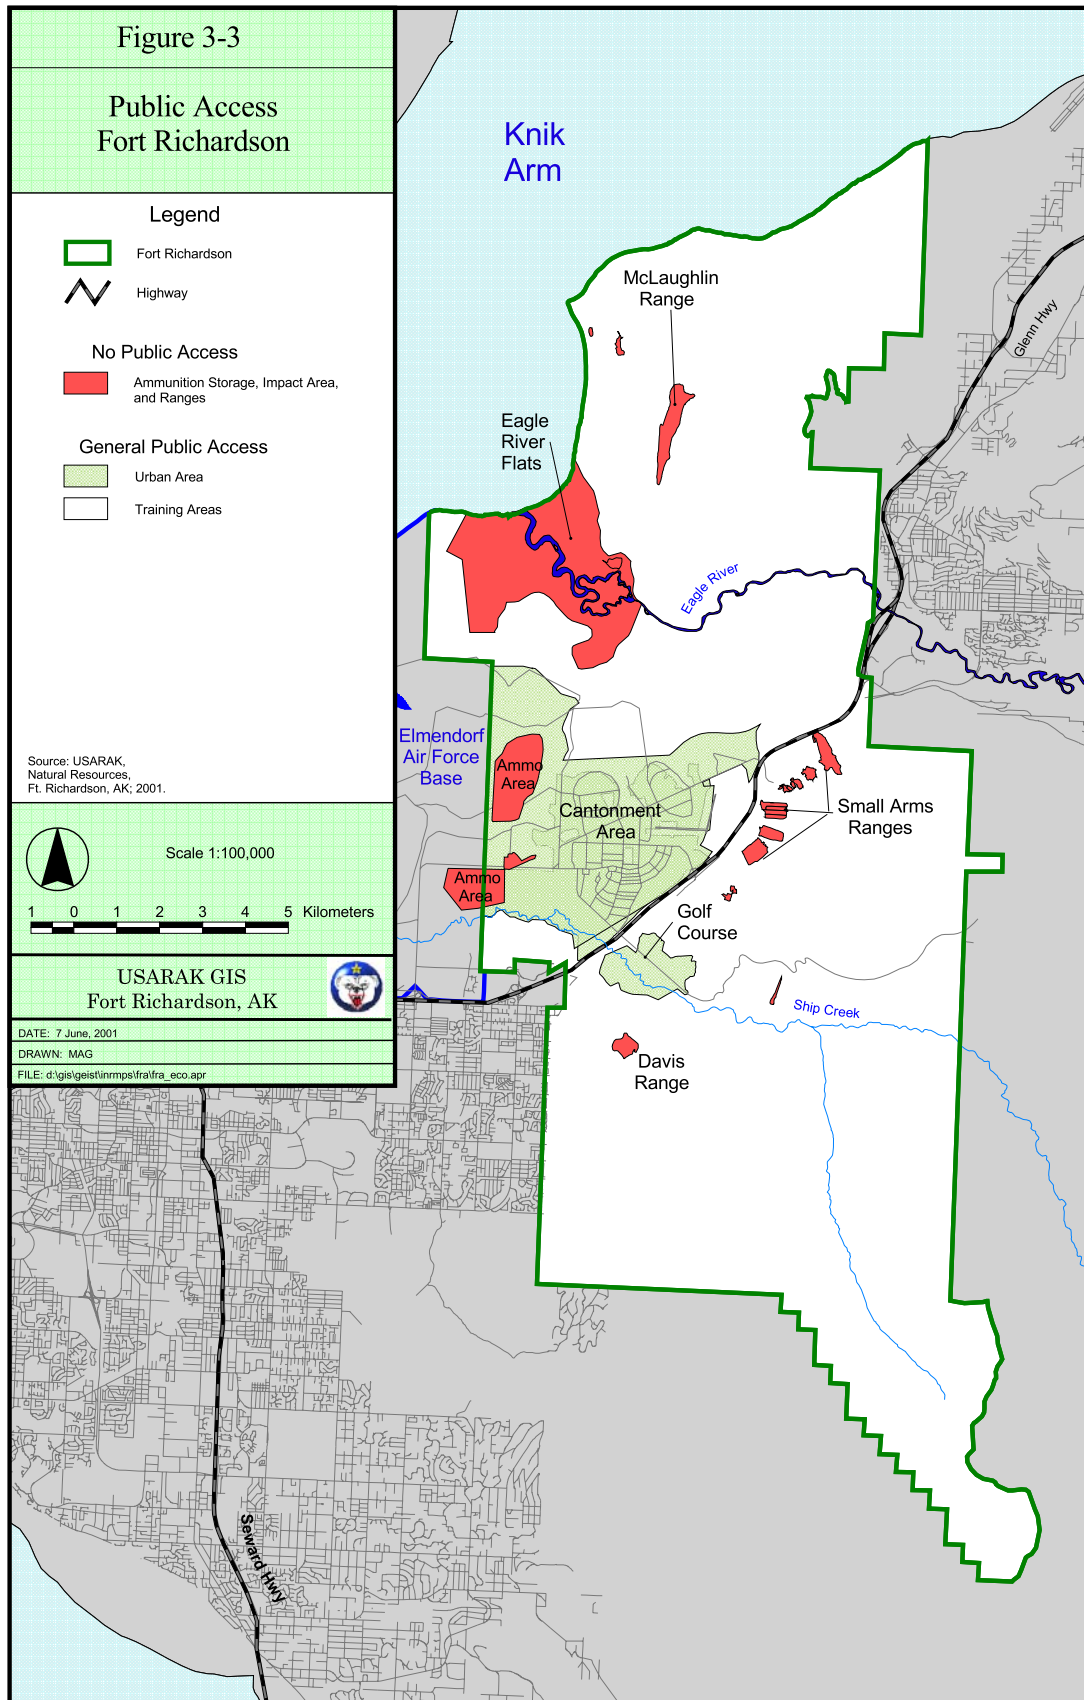 Figure 3-3
Public Access
Fort Richardson
Legend
Fort Richardson
Highway
No Public Access
Ammunition Storage, Impact Area,
and Ranges
General Public Access
Urban Area
Training Areas
Source: USARAK,
Natural Resources,
Ft. Richardson, AK; 2001.
Scale 1:100,000
1 0 1 2 3 4 5 Kilometers
USARAK GIS
Fort Richardson, AK
DATE: 7 June, 2001
DRAWN: MAG
FILE: d:\gis\geist\inrmps\fra\fra_eco.apr
Knik
Arm
McLaughlin
Range
Glenn Hwy
Eagle
River
Flats
Eagle River
Elmendorf
Air Force
Base
Ammo
Area
Cantonment
Area
Small Arms
Ranges
Ammo
Area
Golf
Course
Ship Creek
Davis
Range
Seward Hwy